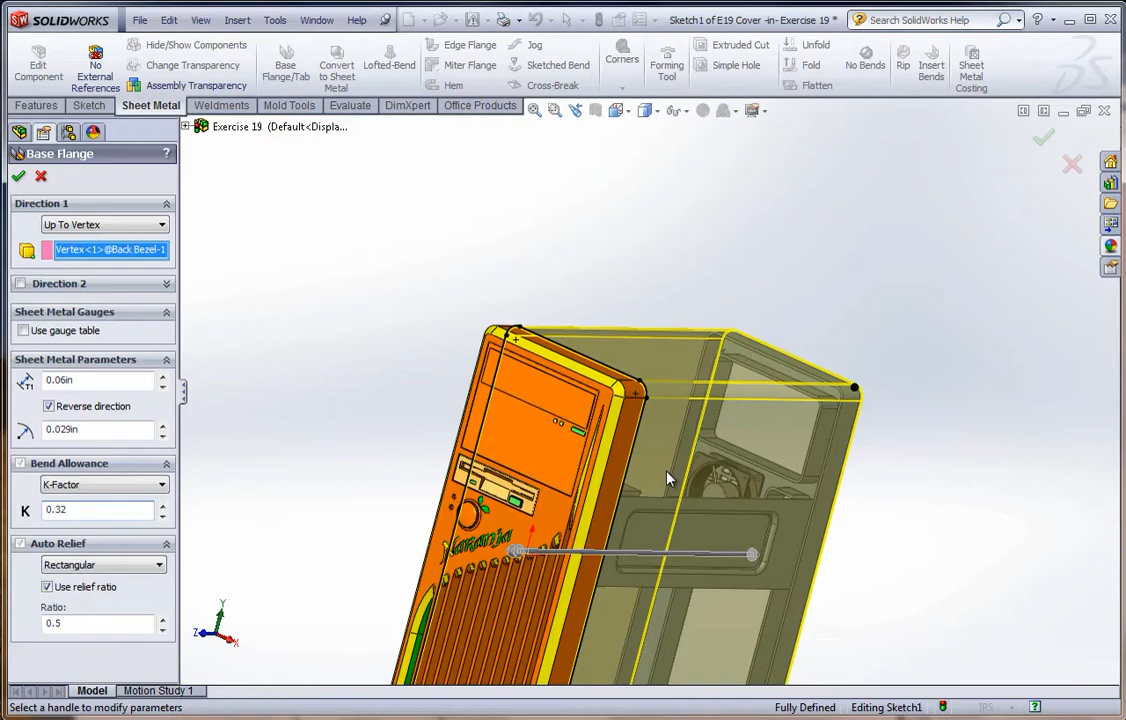 SOLIDWORKS
File Edit View Insert Tools Window Help
Sketch1 of E19 Cover -in- Exercise 19 *
Search SolidWorks Help
Edit Component
No External References
Hide/Show Components
Change Transparency
Assembly Transparency
Base Flange/Tab
Convert to Sheet Metal
Lofted-Bend
Edge Flange
Miter Flange
Hem
Jog
Sketched Bend
Cross-Break
Corners
Forming Tool
Extruded Cut
Simple Hole
Unfold
Fold
Flatten
No Bends
Rip
Insert Bends
Sheet Metal Costing
Features Sketch Sheet Metal Weldments Mold Tools Evaluate DimXpert Office Products
Exercise 19 (Default<Displa...
Base Flange
?
Direction 1
Up To Vertex
Vertex<1>@Back Bezel-1
Direction 2
Sheet Metal Gauges
Use gauge table
Sheet Metal Parameters
0.06in
Reverse direction
0.029in
Bend Allowance
K-Factor
K 0.32
Auto Relief
Rectangular
Use relief ratio
Ratio:
0.5
Naranja
Y
Z
X
Model Motion Study 1
Select a handle to modify parameters
Fully Defined
Editing Sketch1
IPS